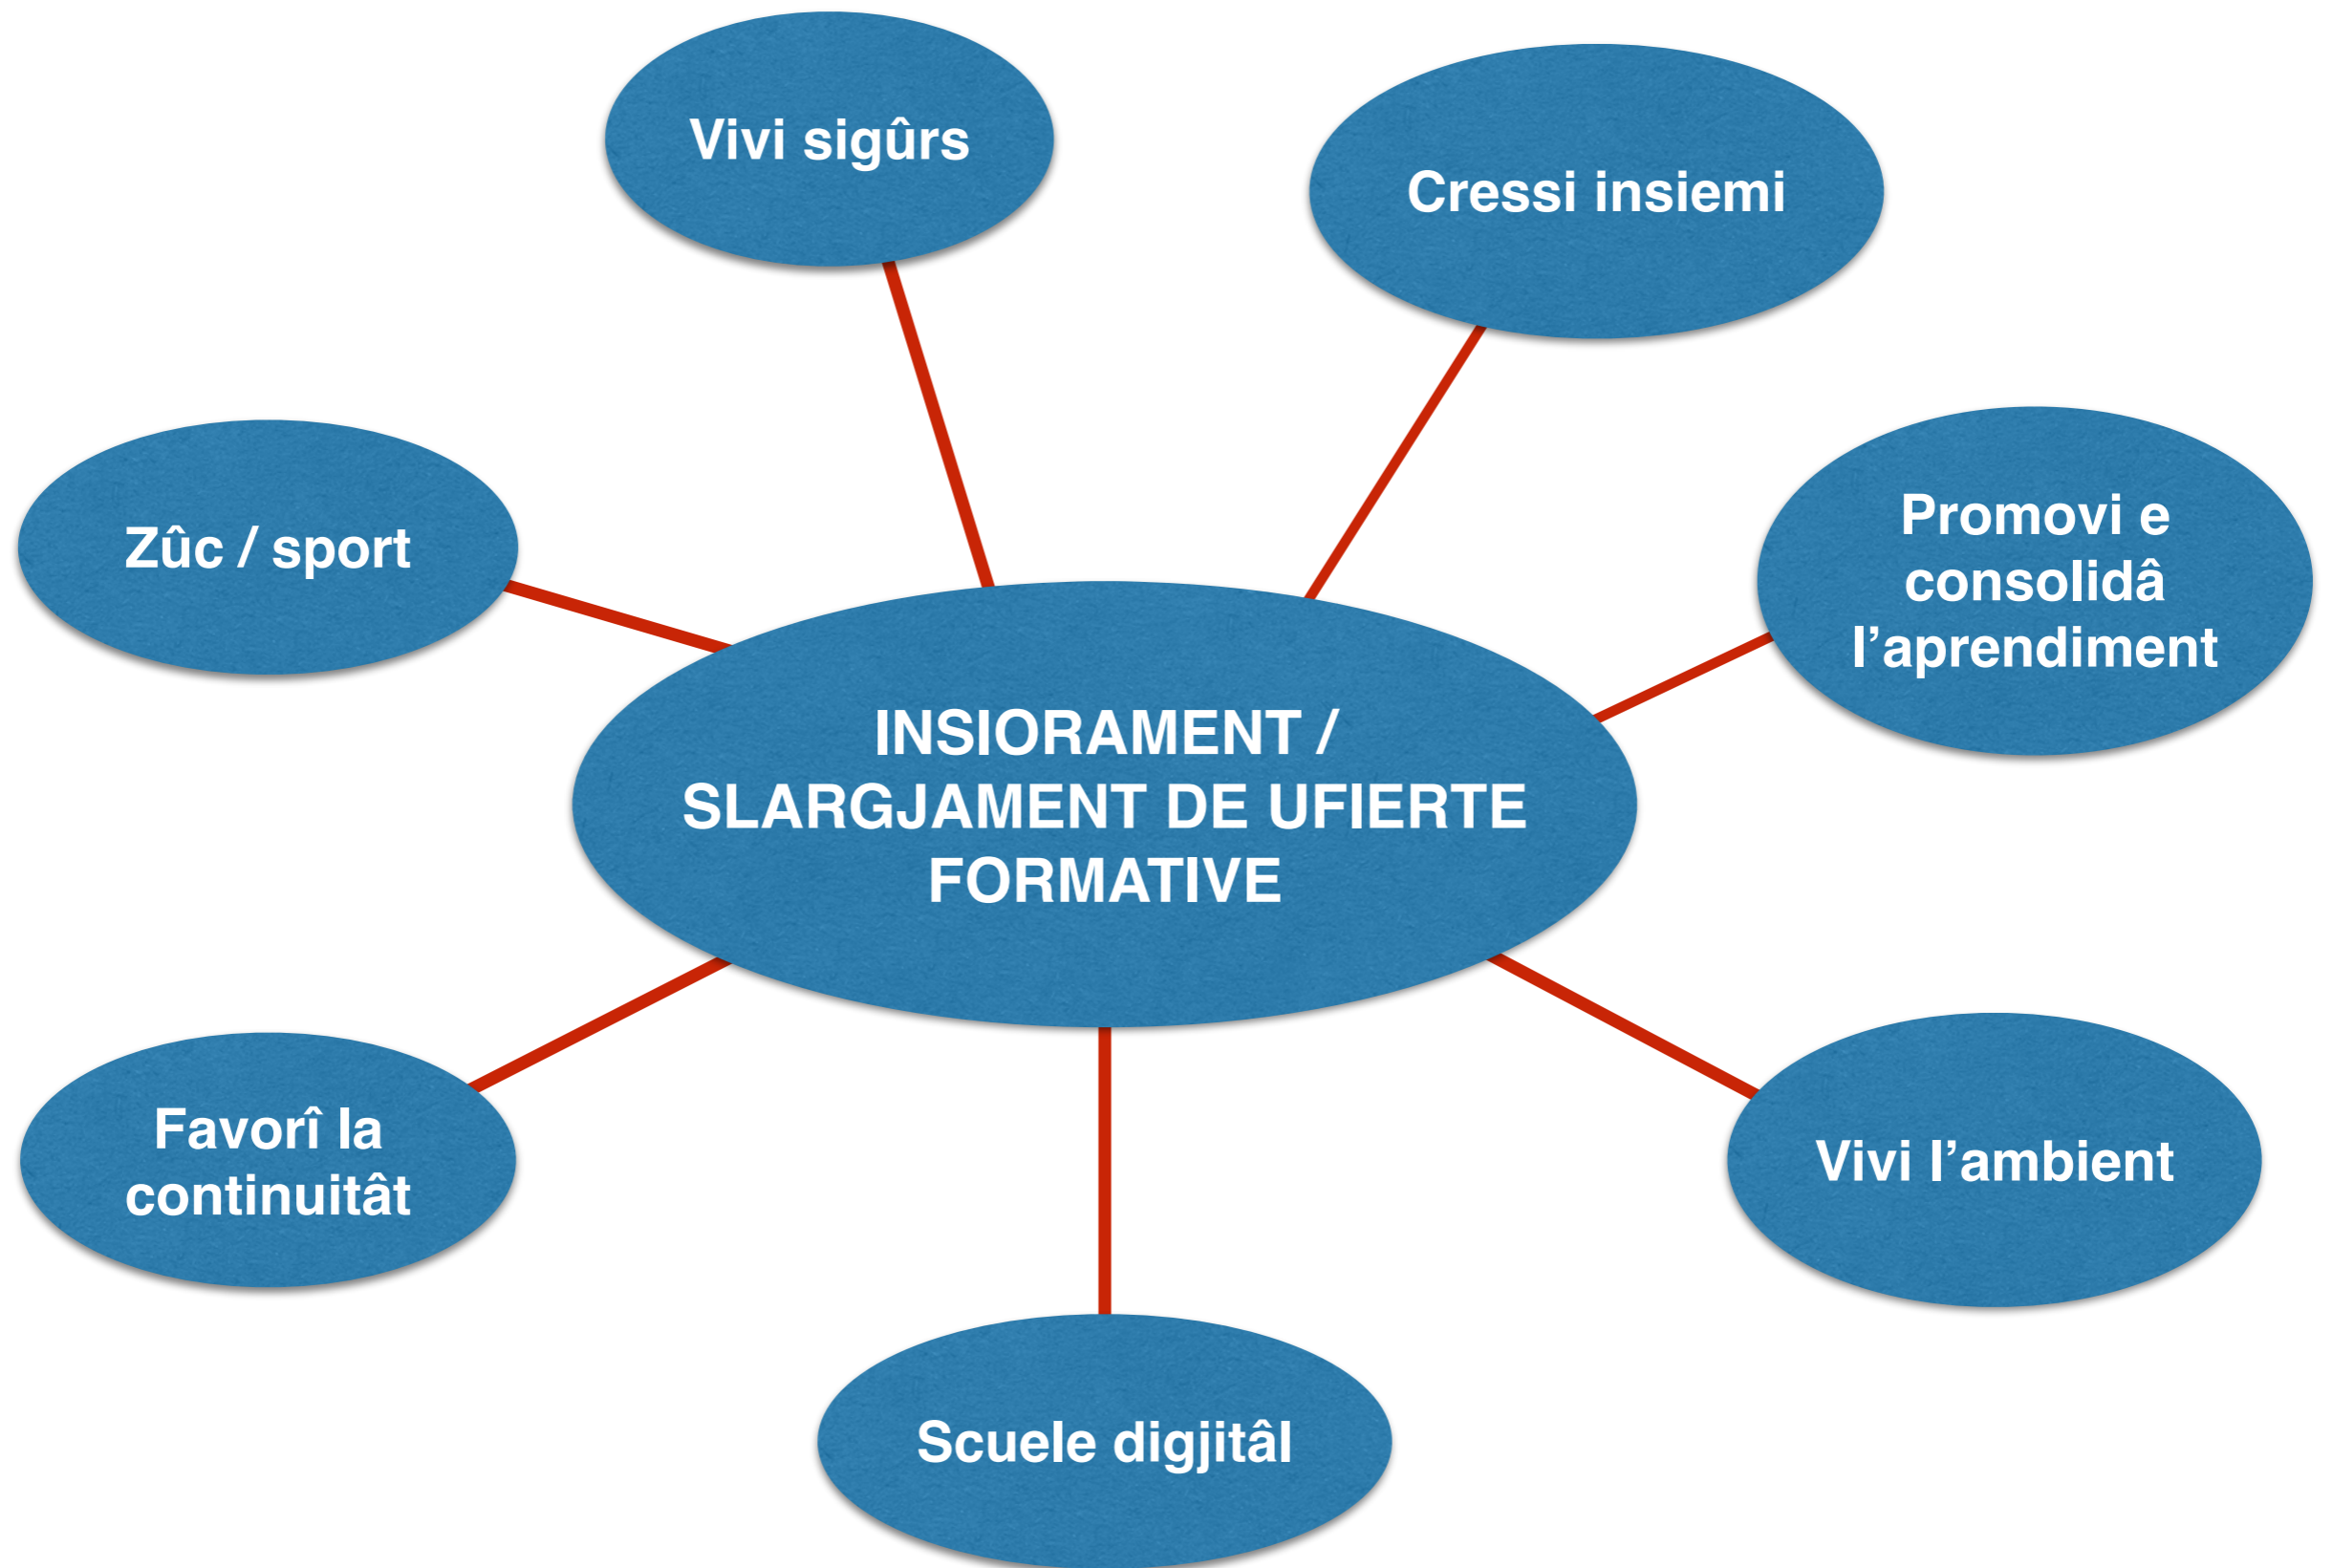 Vivi sigûrs
Cressi insiemi
Zûc / sport
Promovi e
consolidâ
l’aprendiment
INSIORAMENT /
SLARGJAMENT DE UFIERTE
FORMATIVE
Favorî la
continuitât
Vivi l’ambient
Scuele digjitâl